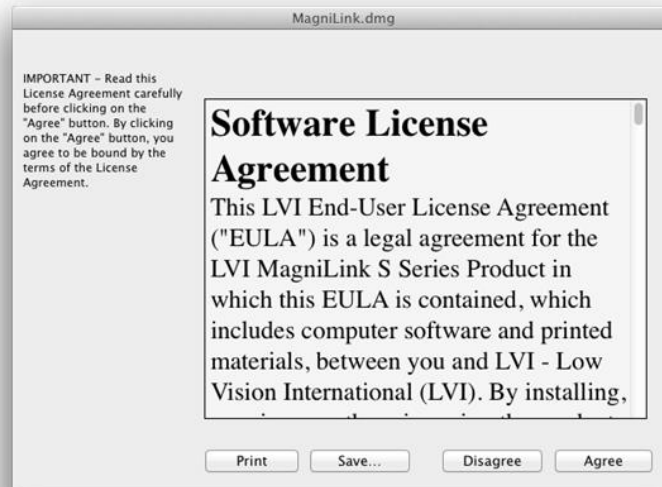 MagniLink.dmg
IMPORTANT – Read this
License Agreement carefully
before clicking on the
"Agree" button. By clicking
on the "Agree" button, you
agree to be bound by the
terms of the License
Agreement.
Software License
Agreement
This LVI End-User License Agreement
("EULA") is a legal agreement for the
LVI MagniLink S Series Product in
which this EULA is contained, which
includes computer software and printed
materials, between you and LVI - Low
Vision International (LVI). By installing,
Print
Save...
Disagree
Agree